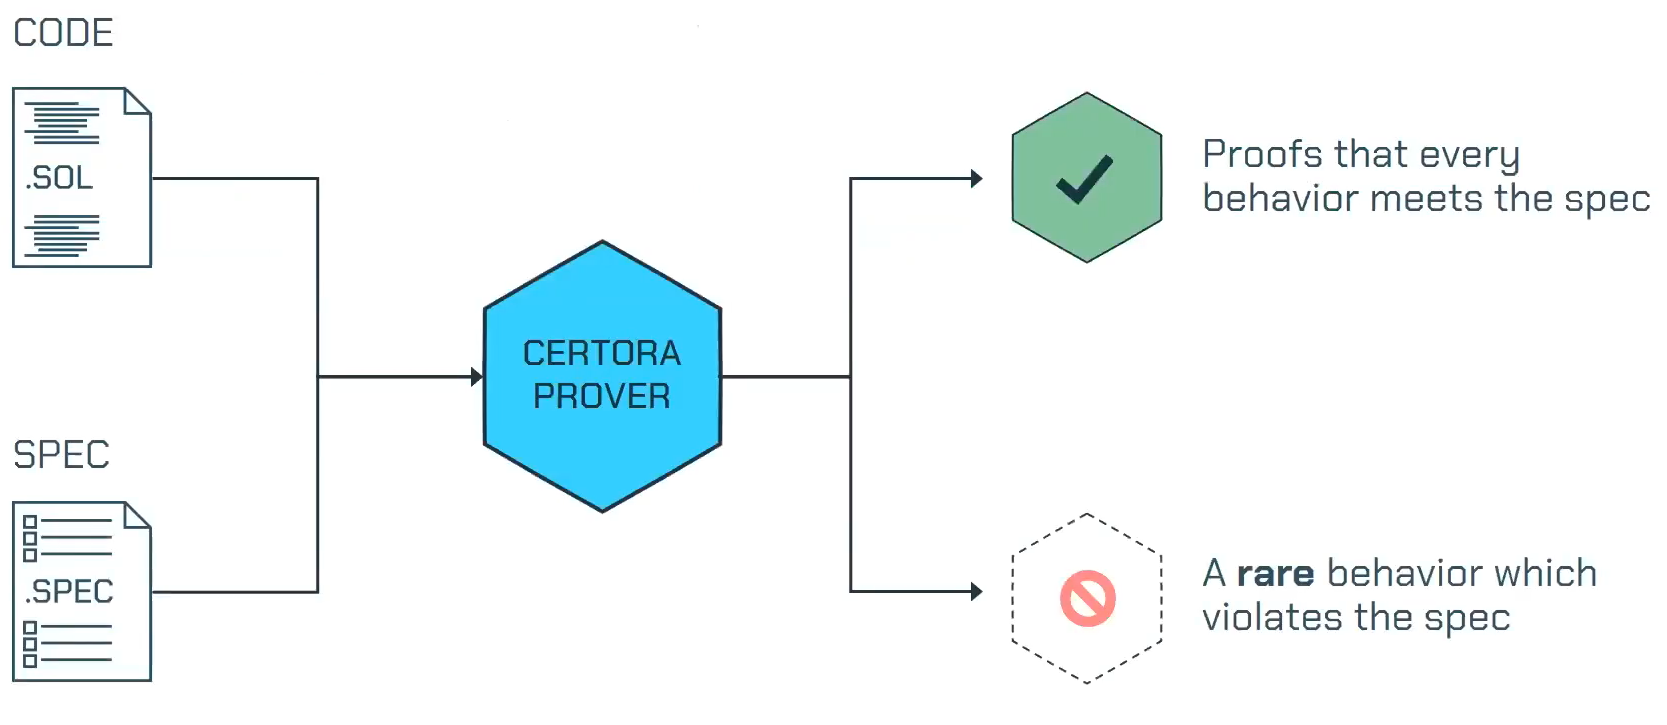 CODE
.SOL
SPEC
.SPEC
CERTORA
PROVER
Proofs that every
behavior meets the spec
A rare behavior which
violates the spec